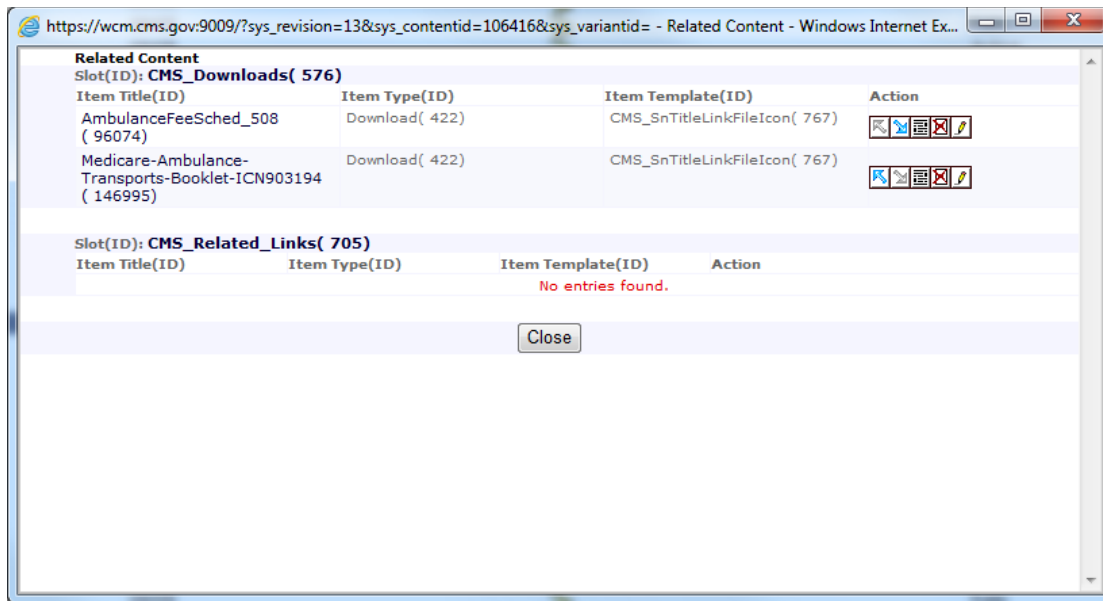 https://wcm.cms.gov:9009/?sys_revision=13&sys_contentid=106416&sys_variantid= - Related Content - Windows Internet Ex...
Related Content
Slot(ID): CMS_Downloads( 576)
Item Title(ID) Item Type(ID) Item Template(ID) Action
AmbulanceFeeSched_508 Download( 422) CMS_SnTitleLinkFileIcon( 767)
( 96074)
Medicare-Ambulance- Download( 422) CMS_SnTitleLinkFileIcon( 767)
Transports-Booklet-ICN903194
( 146995)
Slot(ID): CMS_Related_Links( 705)
Item Title(ID) Item Type(ID) Item Template(ID) Action
No entries found.
Close